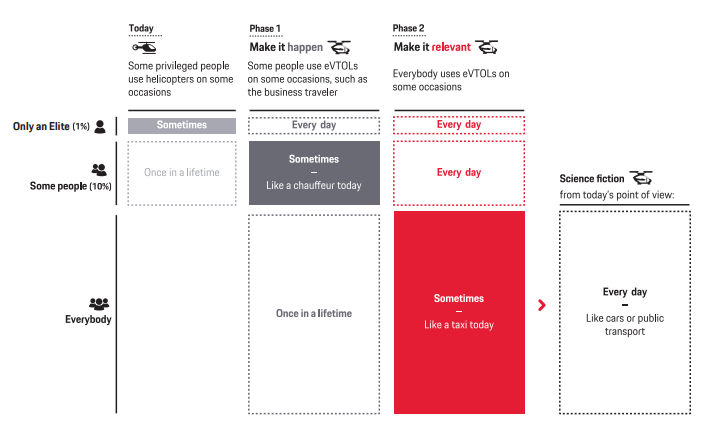 Today
Some privileged people
use helicopters on some
occasions
Phase 1
Make it happen
Some people use eVTOLs
on some occasions, such as
the business traveler
Phase 2
Make it relevant
Everybody uses eVTOLs on
some occasions
Only an Elite (1%)
Sometimes
Every day
Every day
Some people (10%)
Once in a lifetime
Sometimes
–
Like a chauffeur today
Every day
Science fiction
from today's point of view:
Everybody
Once in a lifetime
Sometimes
–
Like a taxi today
Every day
–
Like cars or public
transport